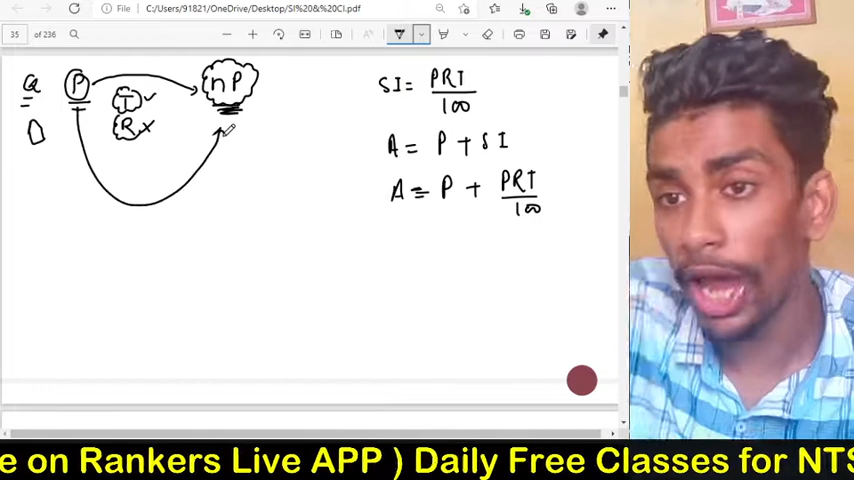 File
C:/Users/91821/OneDrive/Desktop/SI%20&%20CI.pdf
35 of 236
Q P nP
T ✓
R ×
SI = PRT/100
A = P + SI
A = P + PRT/100
e on Rankers Live APP ) Daily Free Classes for NTS